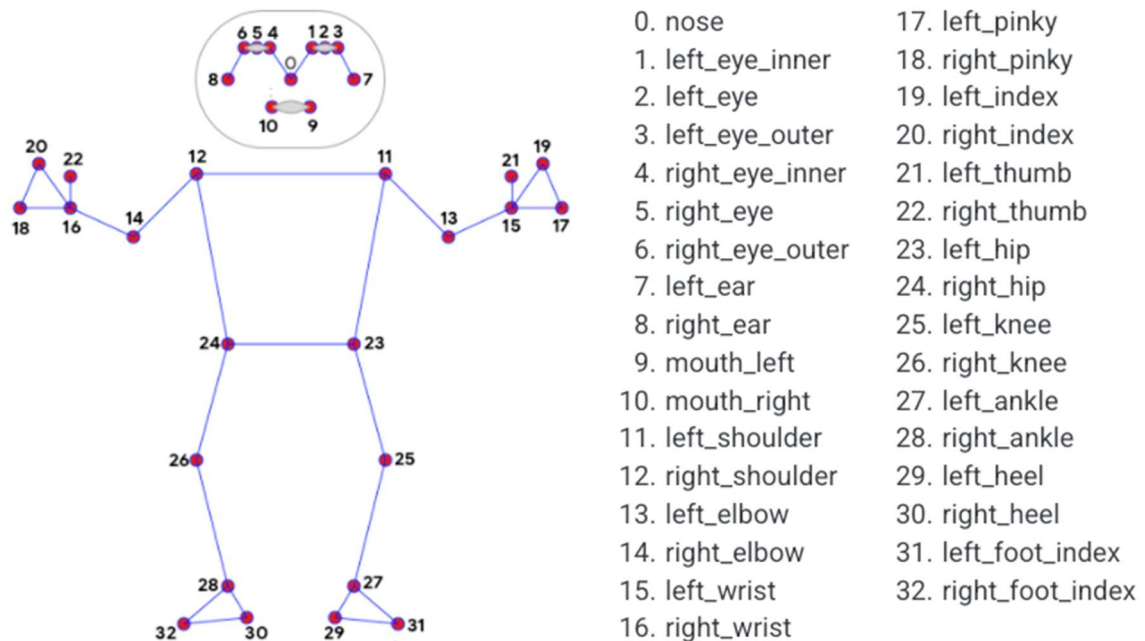 6 5 4 1 2 3
0
8 7
10 9
20 22 12 11 21 19
18 16 14 13 15 17
24 23
26 25
28 27
32 30 29 31
0. nose
1. left_eye_inner
2. left_eye
3. left_eye_outer
4. right_eye_inner
5. right_eye
6. right_eye_outer
7. left_ear
8. right_ear
9. mouth_left
10. mouth_right
11. left_shoulder
12. right_shoulder
13. left_elbow
14. right_elbow
15. left_wrist
16. right_wrist
17. left_pinky
18. right_pinky
19. left_index
20. right_index
21. left_thumb
22. right_thumb
23. left_hip
24. right_hip
25. left_knee
26. right_knee
27. left_ankle
28. right_ankle
29. left_heel
30. right_heel
31. left_foot_index
32. right_foot_index